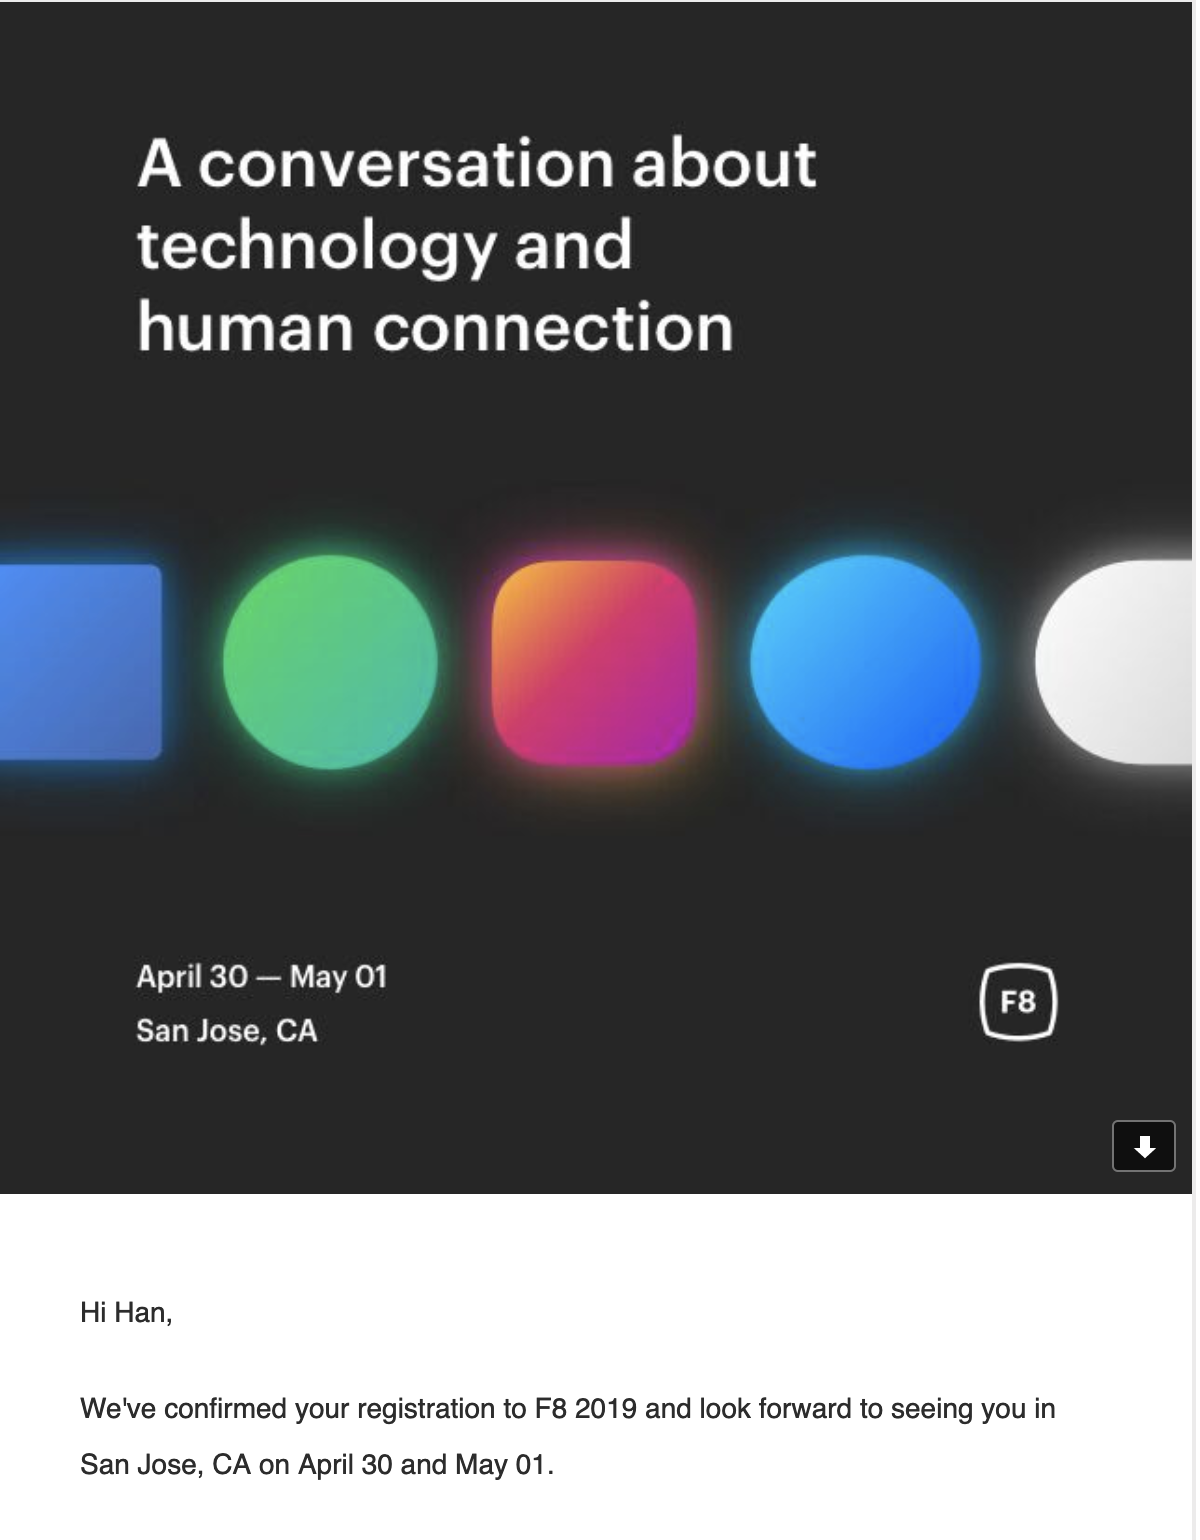 A conversation about
technology and
human connection
April 30 — May 01
San Jose, CA
F8
Hi Han,
We've confirmed your registration to F8 2019 and look forward to seeing you in
San Jose, CA on April 30 and May 01.